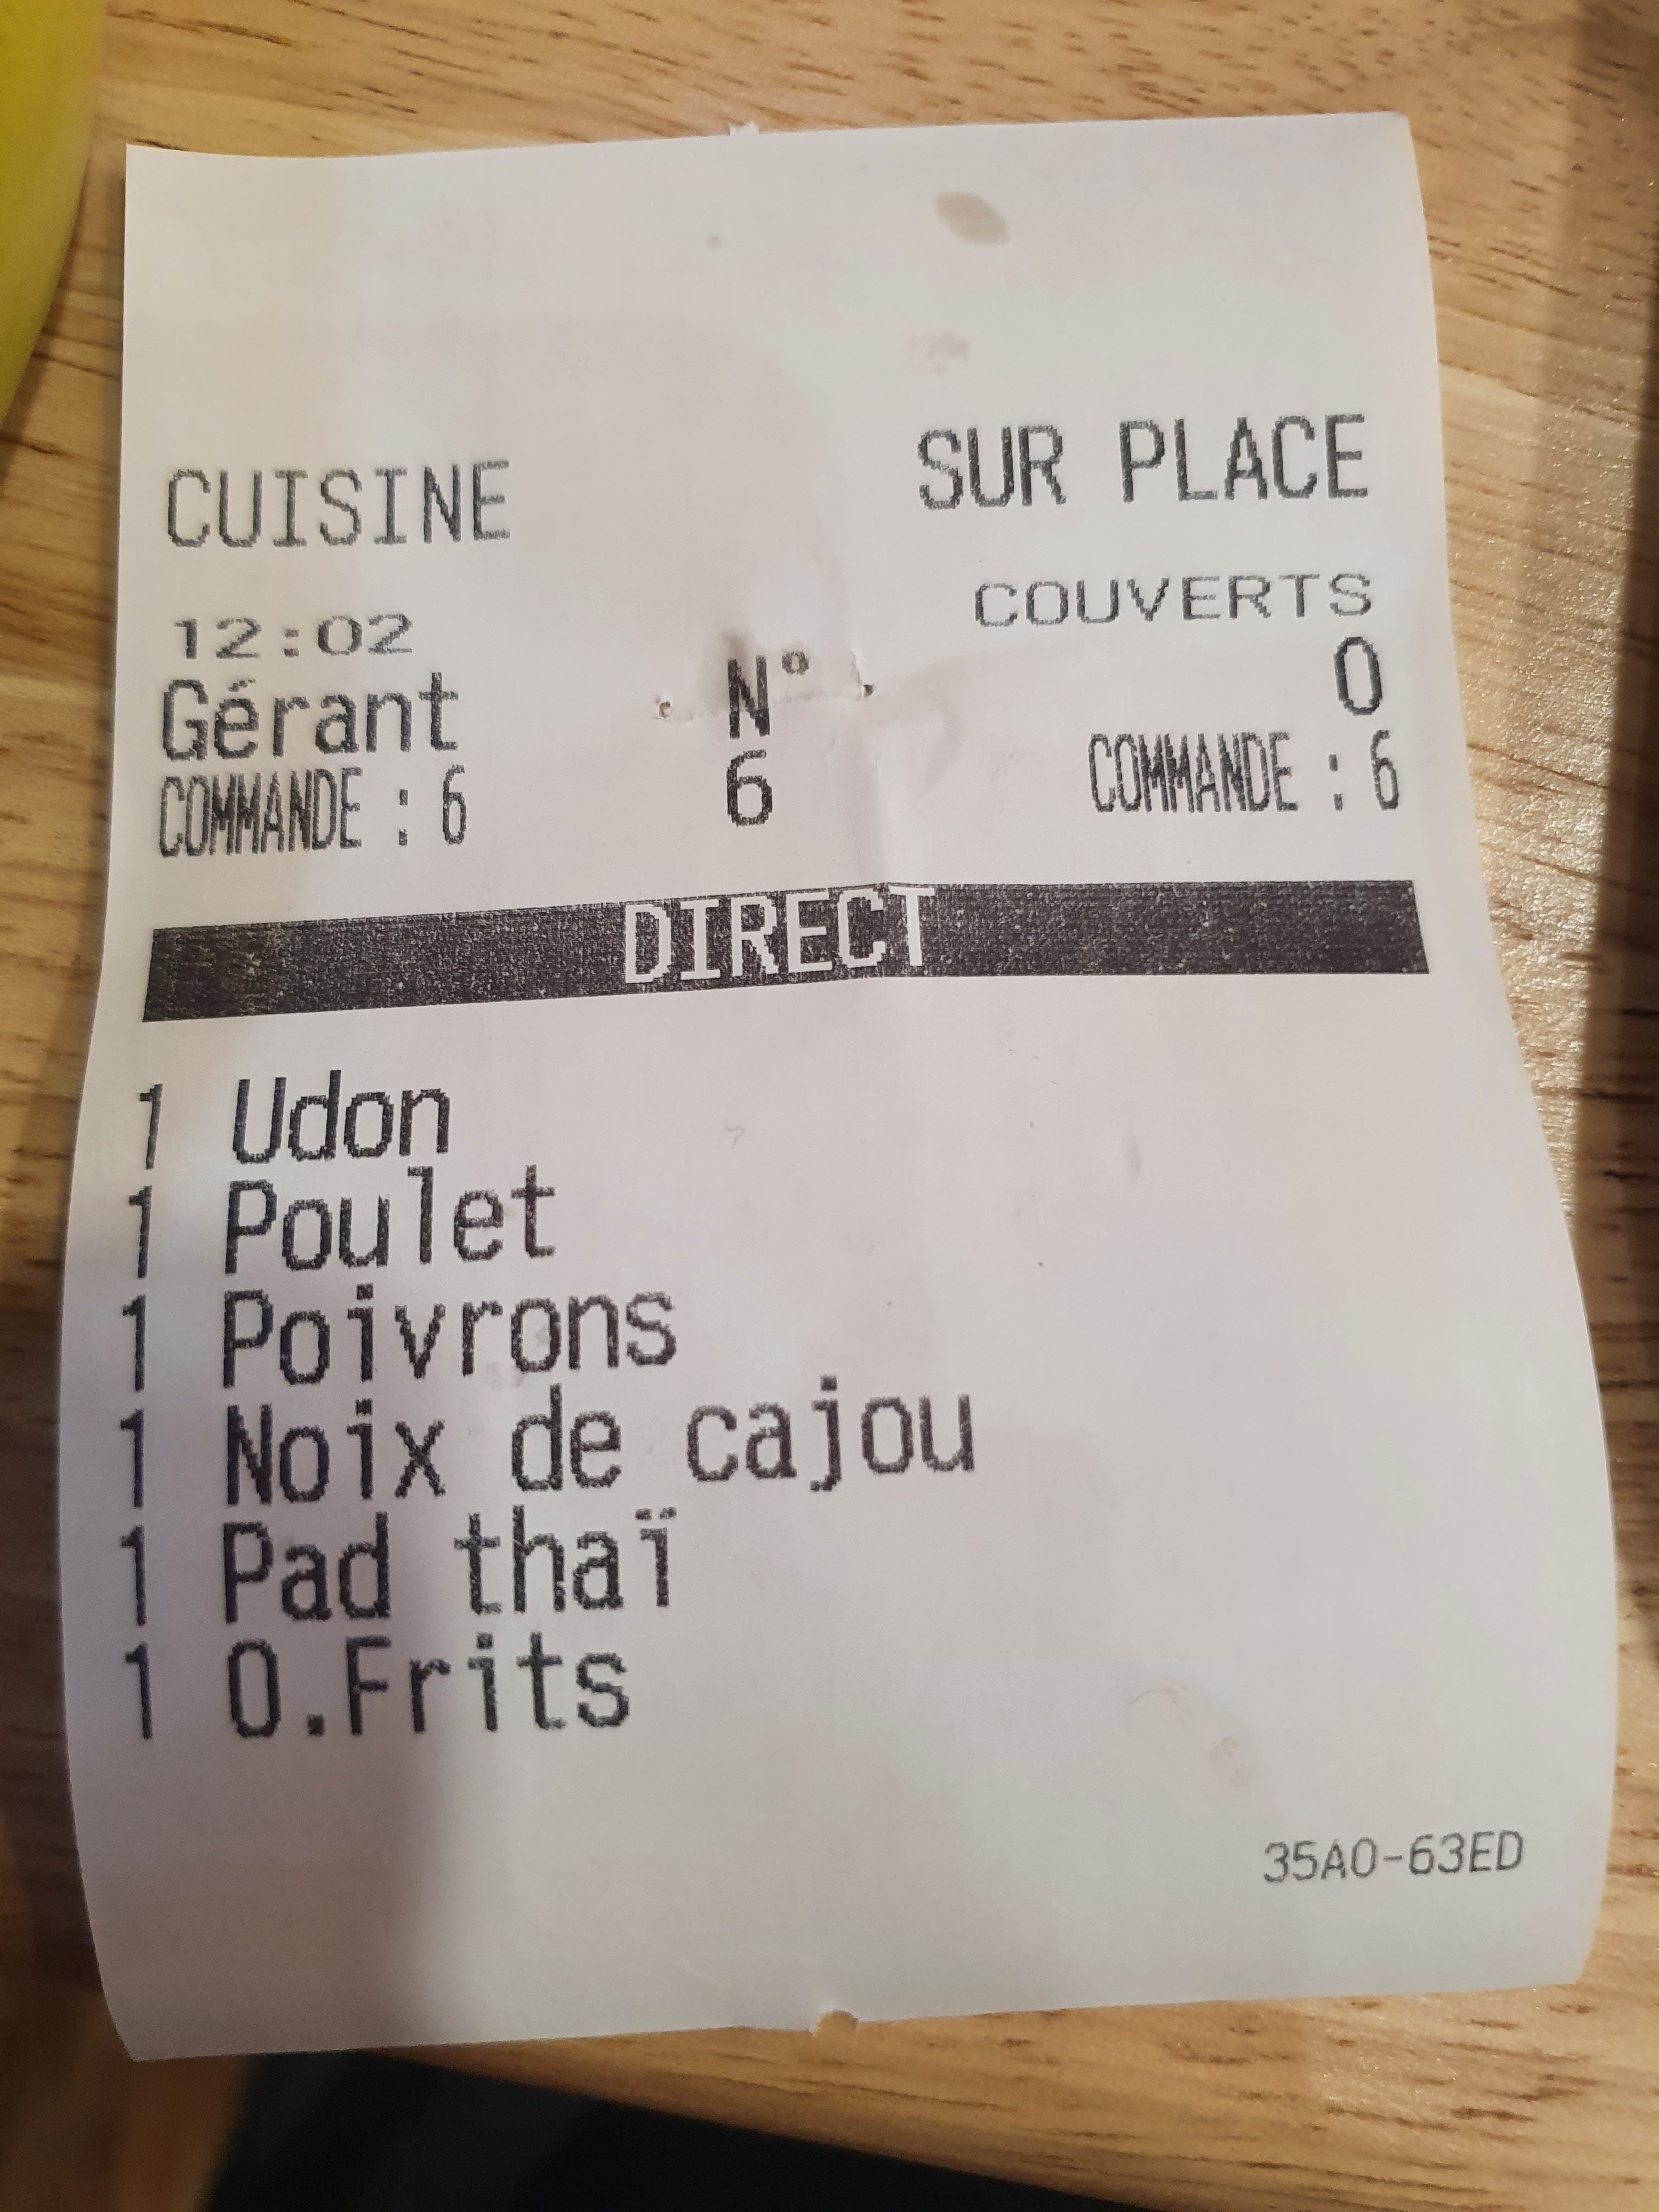 CUISINE SUR PLACE
12:02 COUVERTS
Gérant N° 0
COMMANDE : 6 6 COMMANDE : 6
DIRECT
1 Udon
1 Poulet
1 Poivrons
1 Noix de cajou
1 Pad thaï
1 O.Frits
35A0-63ED